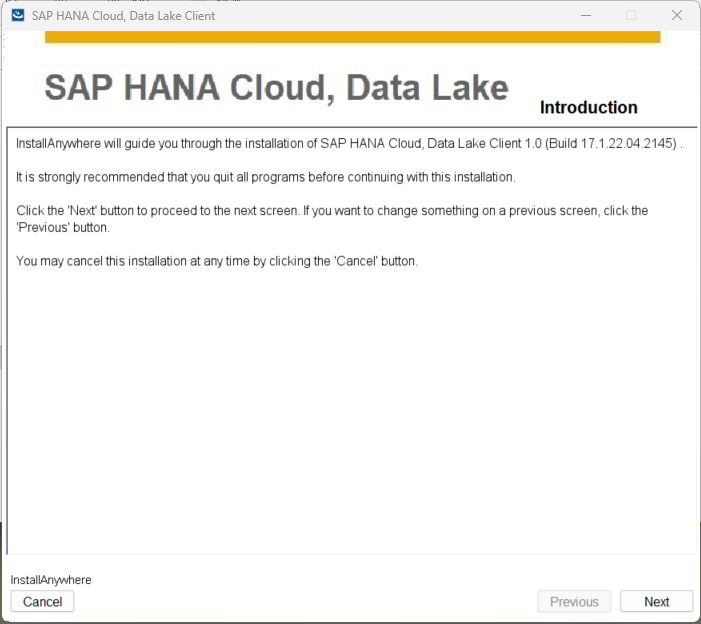 SAP HANA Cloud, Data Lake Client
SAP HANA Cloud, Data Lake
Introduction
InstallAnywhere will guide you through the installation of SAP HANA Cloud, Data Lake Client 1.0 (Build 17.1.22.04.2145) .
It is strongly recommended that you quit all programs before continuing with this installation.
Click the 'Next' button to proceed to the next screen. If you want to change something on a previous screen, click the
'Previous' button.
You may cancel this installation at any time by clicking the 'Cancel' button.
InstallAnywhere
Cancel
Previous
Next